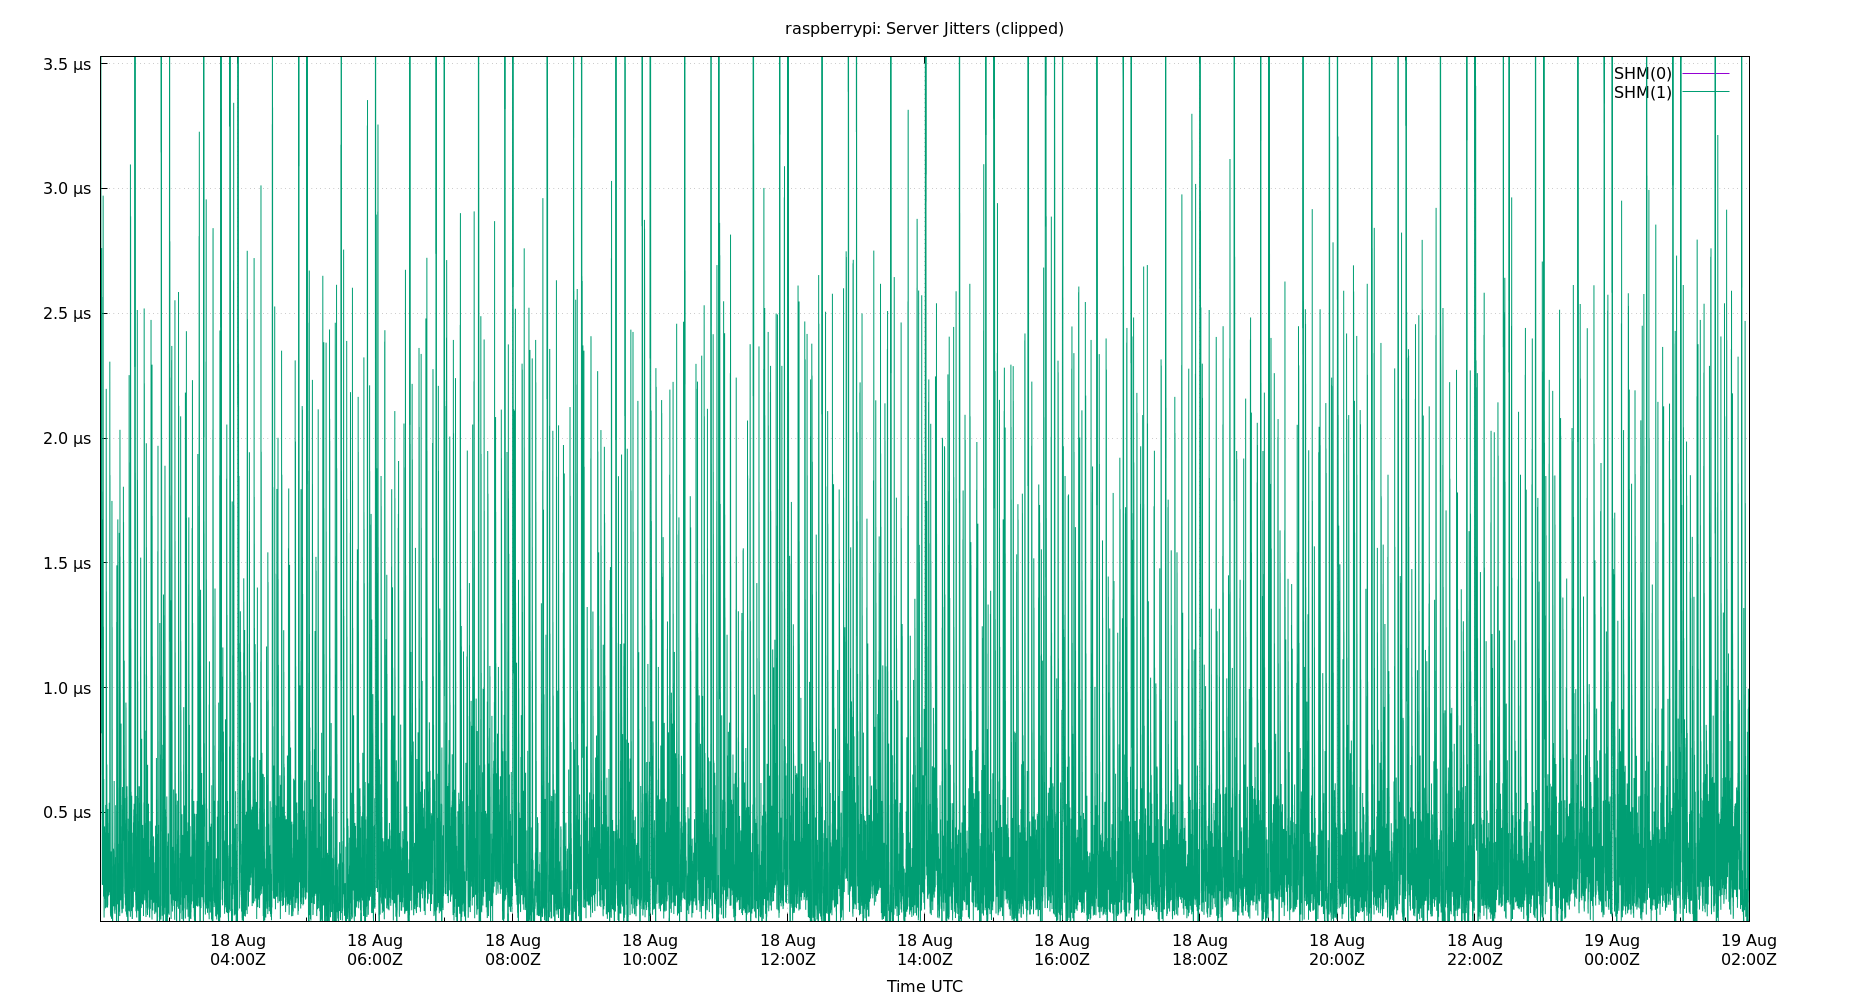 raspberrypi: Server Jitters (clipped)
3.5 µs
SHM(0)
SHM(1)
3.0 µs
2.5 µs
2.0 µs
1.5 µs
1.0 µs
0.5 µs
18 Aug 18 Aug 18 Aug 18 Aug 18 Aug 18 Aug 18 Aug 18 Aug 18 Aug 18 Aug 19 Aug 19 Aug
04:00Z 06:00Z 08:00Z 10:00Z 12:00Z 14:00Z 16:00Z 18:00Z 20:00Z 22:00Z 00:00Z 02:00Z
Time UTC